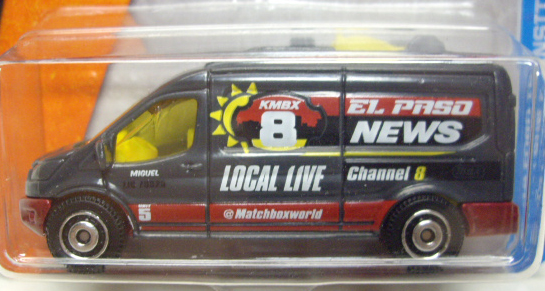 KMBX
8
EL PASO
NEWS
MIGUEL
LOCAL LIVE
Channel 8
5
@Matchboxworld